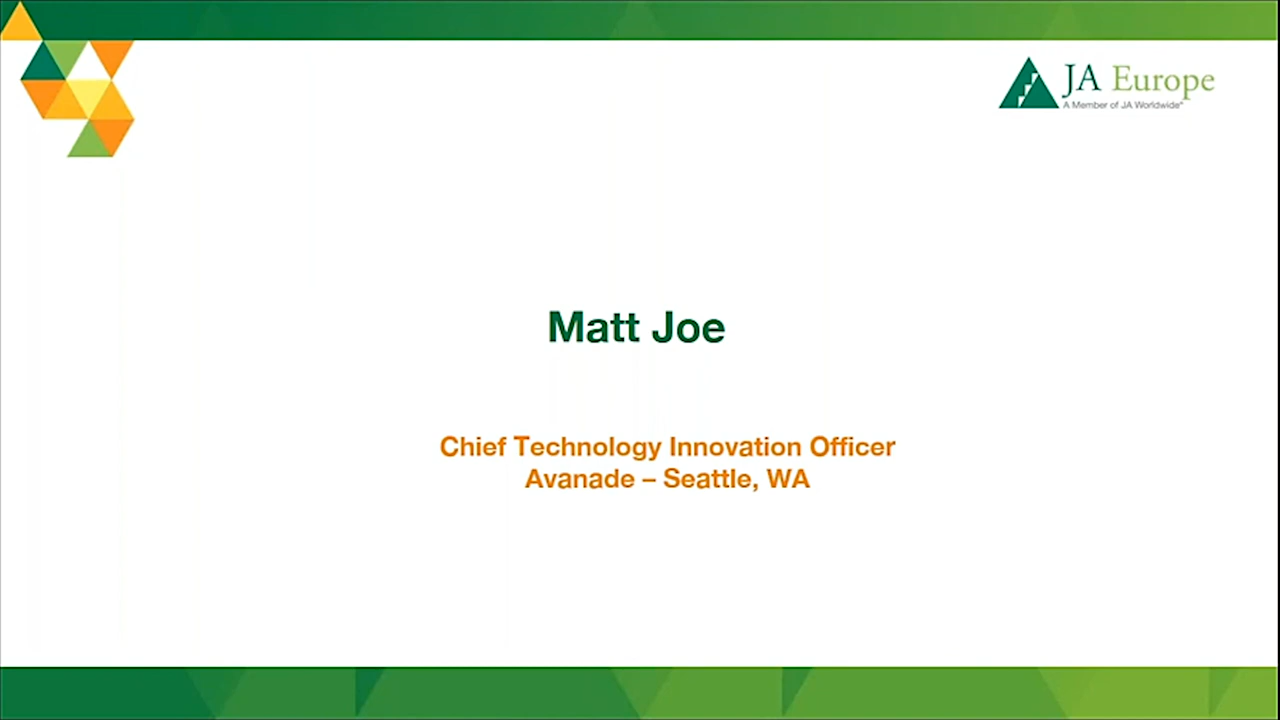 JA Europe
A Member of JA Worldwide
Matt Joe
Chief Technology Innovation Officer
Avanade – Seattle, WA